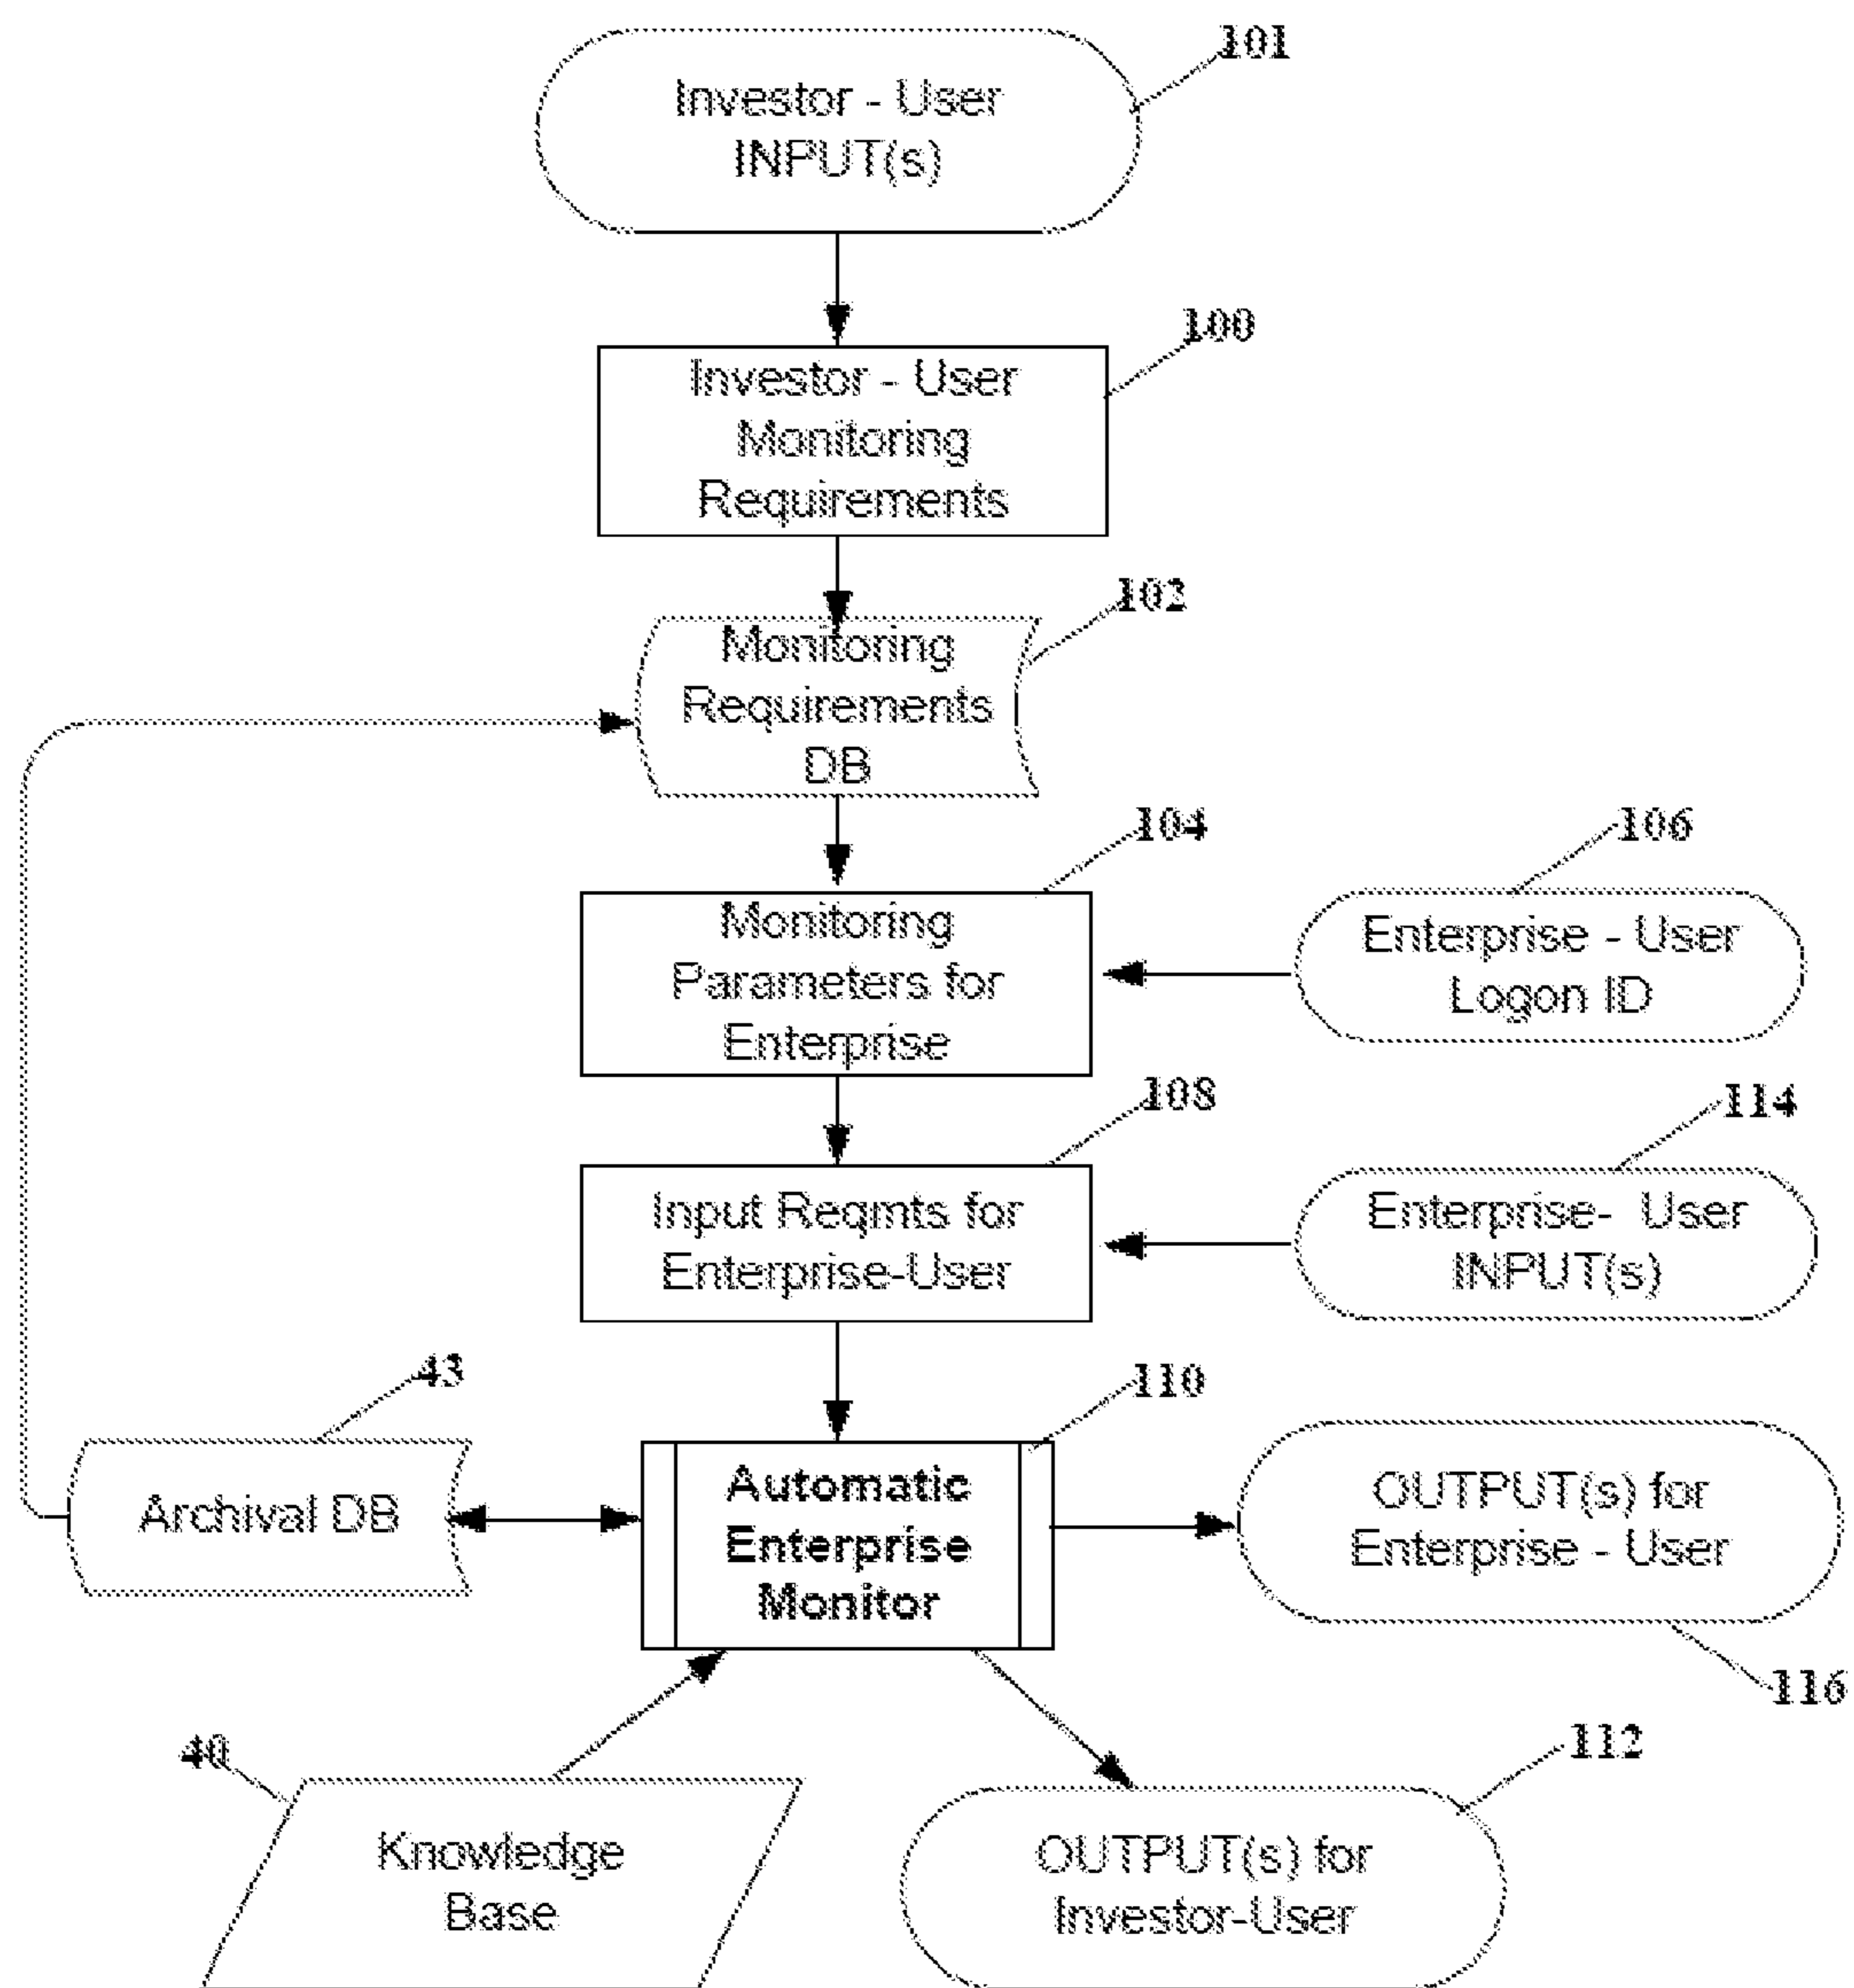 101
Investor - User
INPUT(s)
100
Investor - User
Monitoring
Requirements
102
Monitoring
Requirements
DB
104
Monitoring
Parameters for
Enterprise
106
Enterprise - User
Logon ID
108
Input Reqmts for
Enterprise-User
114
Enterprise- User
INPUT(s)
43
Archival DB
110
Automatic
Enterprise
Monitor
OUTPUT(s) for
Enterprise - User
116
40
Knowledge
Base
112
OUTPUT(s) for
Investor-User